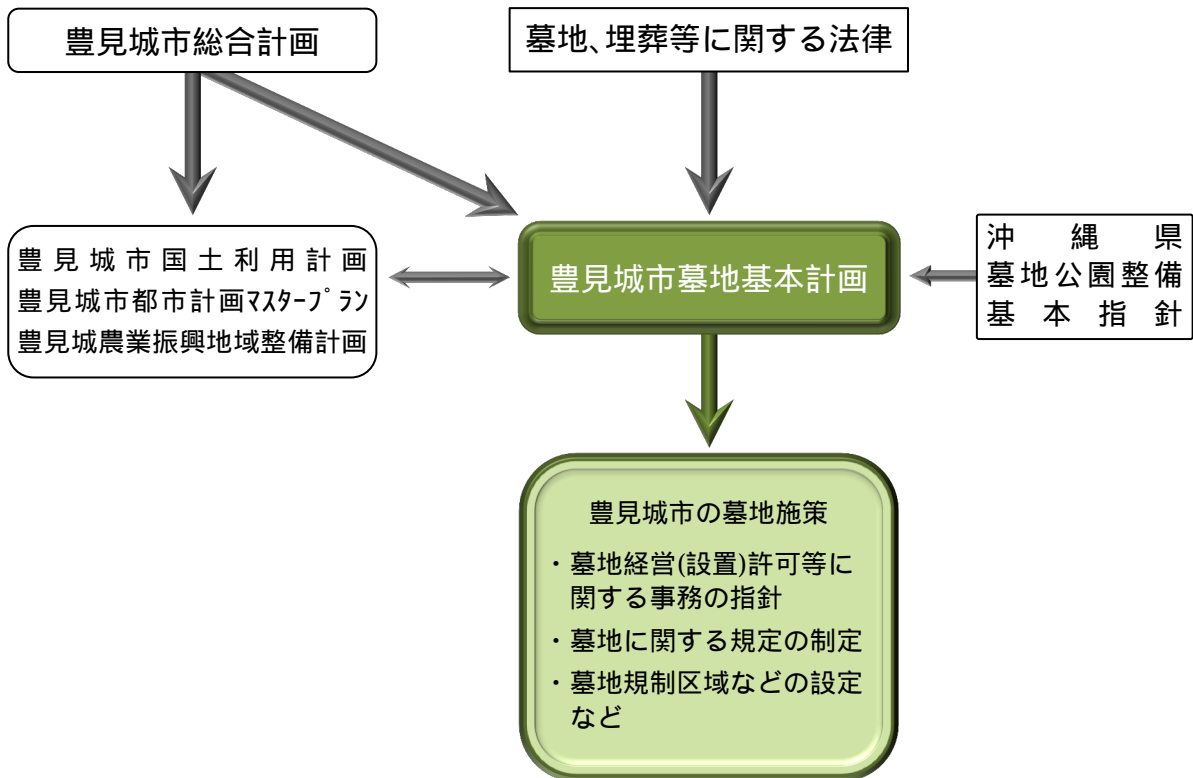 豊見城市総合計画
墓地、埋葬等に関する法律
豊見城市国土利用計画
豊見城市都市計画ﾏｽﾀｰﾌﾟﾗﾝ
豊見城農業振興地域整備計画
豊見城市墓地基本計画
沖縄県
墓地公園整備
基本指針
豊見城市の墓地施策
・墓地経営(設置)許可等に
関する事務の指針
・墓地に関する規定の制定
・墓地規制区域などの設定
など